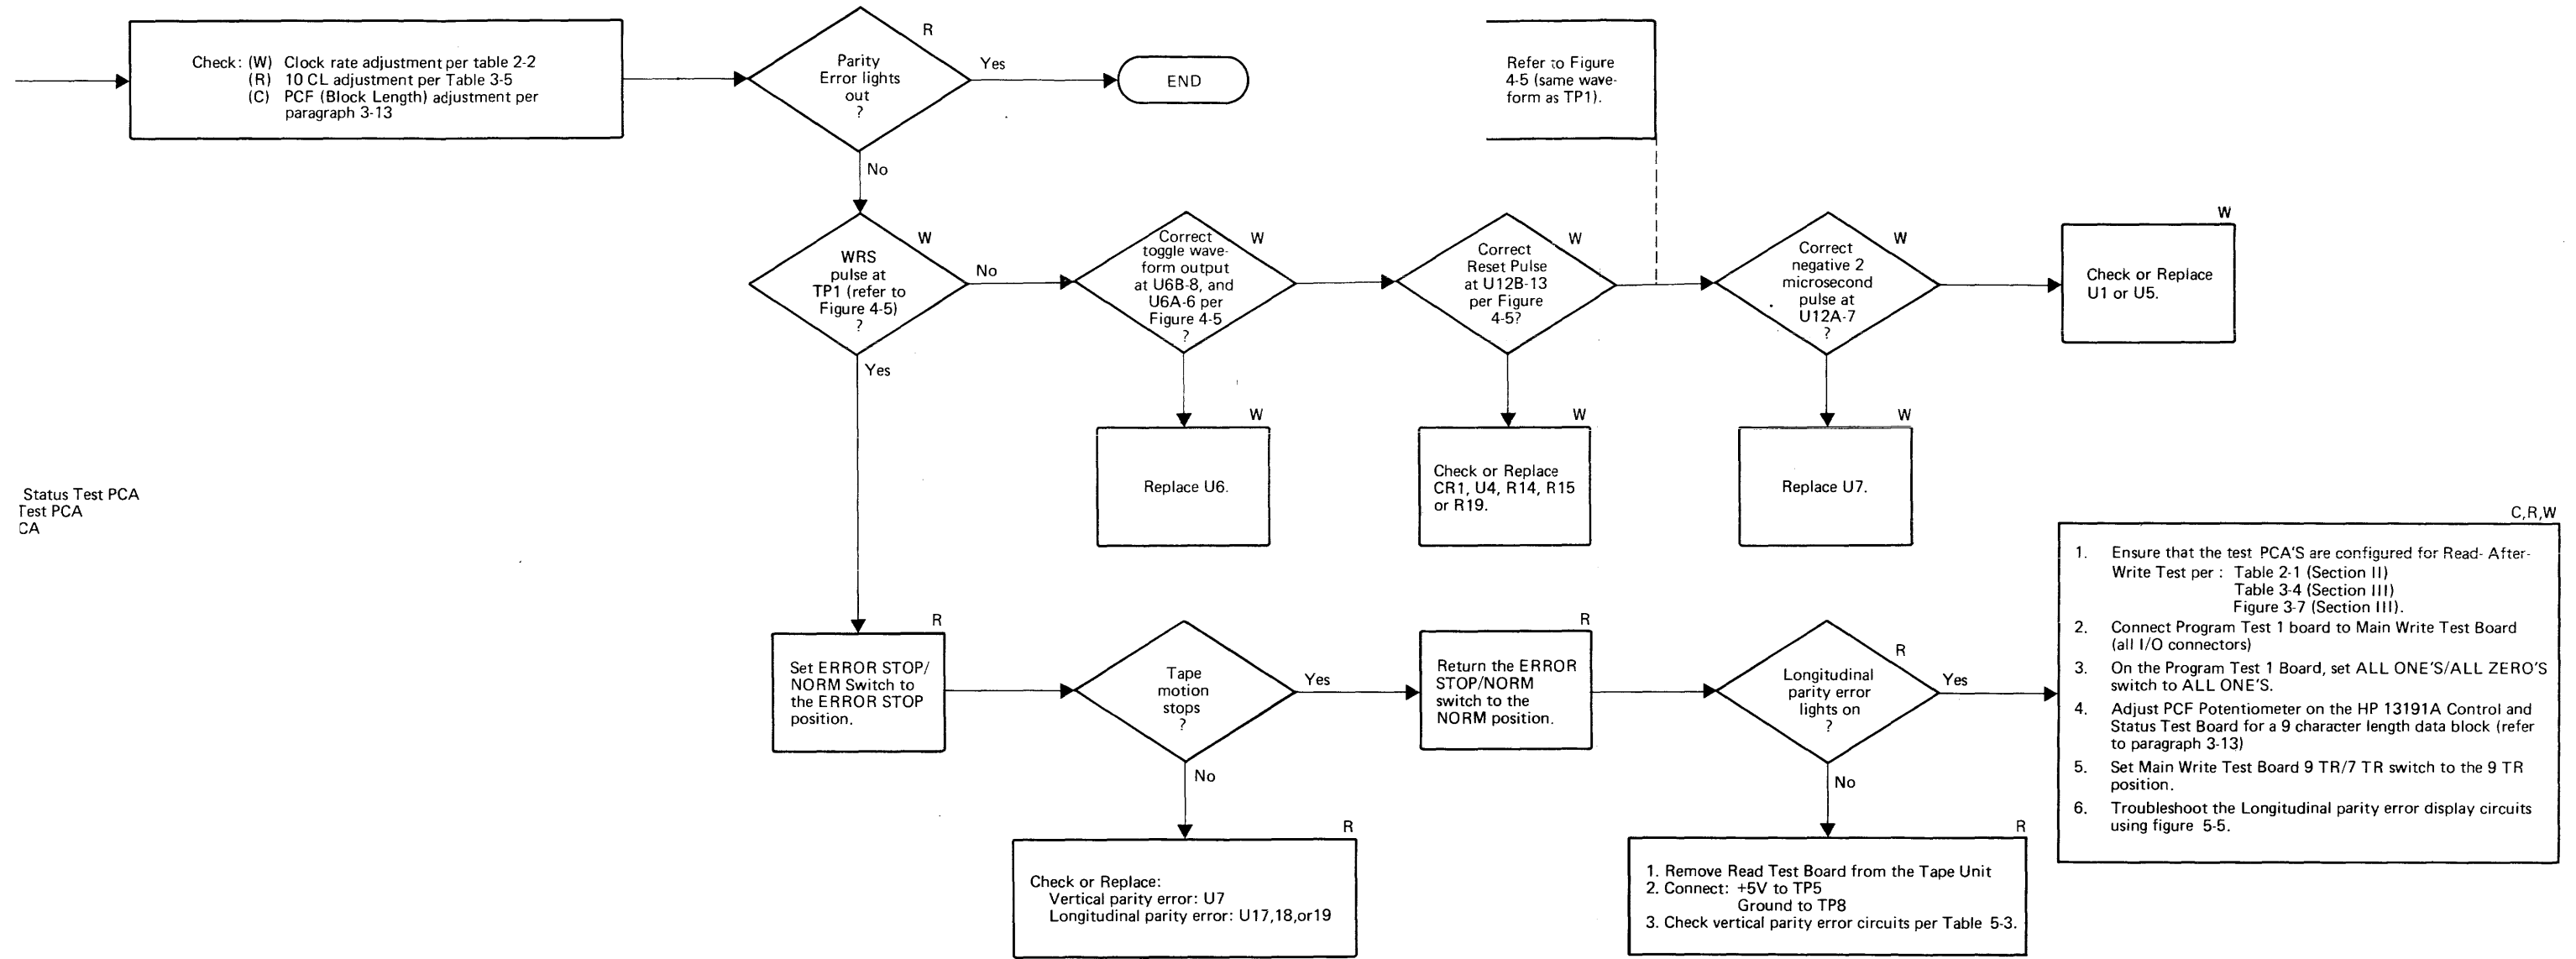 Check: (W) Clock rate adjustment per table 2-2
(R) 10 CL adjustment per Table 3-5
(C) PCF (Block Length) adjustment per
paragraph 3-13
R
Parity
Error lights
out
?
Yes
END
No
Refer to Figure
4-5 (same wave-
form as TP1).
W
WRS
pulse at
TP1 (refer to
Figure 4-5)
?
No
Yes
W
Correct
toggle wave-
form output
at U6B-8, and
U6A-6 per
Figure 4-5
?
W
Correct
Reset Pulse
at U12B-13
per Figure
4-5?
W
Correct
negative 2
microsecond
pulse at
U12A-7
?
W
Check or Replace
U1 or U5.
W
Replace U6.
W
Check or Replace
CR1, U4, R14, R15
or R19.
W
Replace U7.
Status Test PCA
Test PCA
CA
R
Set ERROR STOP/
NORM Switch to
the ERROR STOP
position.
Tape
motion
stops
?
Yes
No
R
Return the ERROR
STOP/NORM
switch to the
NORM position.
R
Longitudinal
parity error
lights on
?
Yes
No
C,R,W
1. Ensure that the test PCA'S are configured for Read- After-
Write Test per : Table 2-1 (Section II)
Table 3-4 (Section III)
Figure 3-7 (Section III).
2. Connect Program Test 1 board to Main Write Test Board
(all I/O connectors)
3. On the Program Test 1 Board, set ALL ONE'S/ALL ZERO'S
switch to ALL ONE'S.
4. Adjust PCF Potentiometer on the HP 13191A Control and
Status Test Board for a 9 character length data block (refer
to paragraph 3-13)
5. Set Main Write Test Board 9 TR/7 TR switch to the 9 TR
position.
6. Troubleshoot the Longitudinal parity error display circuits
using figure 5-5.
R
Check or Replace:
Vertical parity error: U7
Longitudinal parity error: U17,18,or19
R
1. Remove Read Test Board from the Tape Unit
2. Connect: +5V to TP5
Ground to TP8
3. Check vertical parity error circuits per Table 5-3.